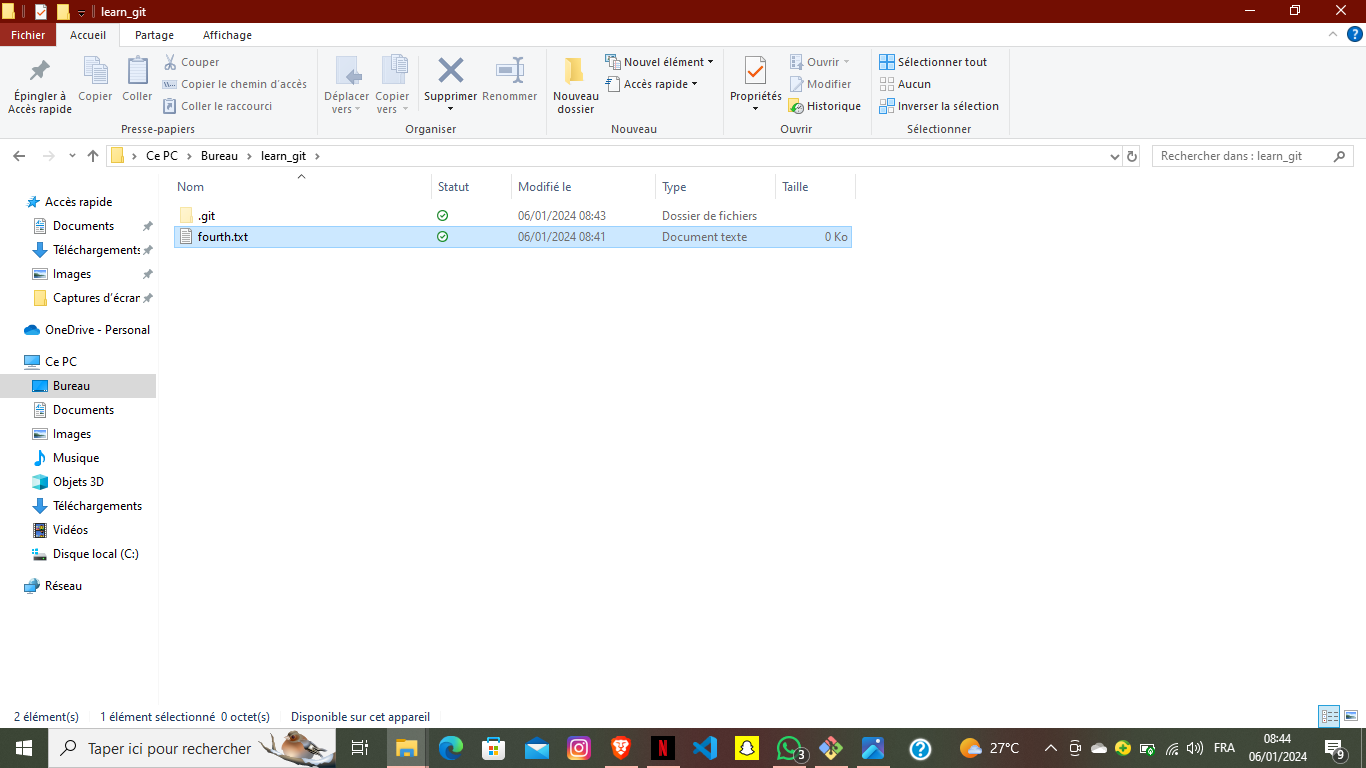 learn_git
Fichier Accueil Partage Affichage
Épingler à Accès rapide
Copier
Coller
Couper
Copier le chemin d'accès
Coller le raccourci
Presse-papiers
Déplacer vers
Copier vers
Supprimer
Renommer
Organiser
Nouveau dossier
Nouvel élément
Accès rapide
Nouveau
Propriétés
Ouvrir
Modifier
Historique
Ouvrir
Sélectionner tout
Aucun
Inverser la sélection
Sélectionner
Ce PC Bureau learn_git
Rechercher dans : learn_git
Nom Statut Modifié le Type Taille
.git 06/01/2024 08:43 Dossier de fichiers
fourth.txt 06/01/2024 08:41 Document texte 0 Ko
Accès rapide
Documents
Téléchargements
Images
Captures d'écran
OneDrive - Personal
Ce PC
Bureau
Documents
Images
Musique
Objets 3D
Téléchargements
Vidéos
Disque local (C:)
Réseau
2 élément(s) 1 élément sélectionné 0 octet(s) Disponible sur cet appareil
Taper ici pour rechercher
3
27°C
FRA
08:44
06/01/2024
9